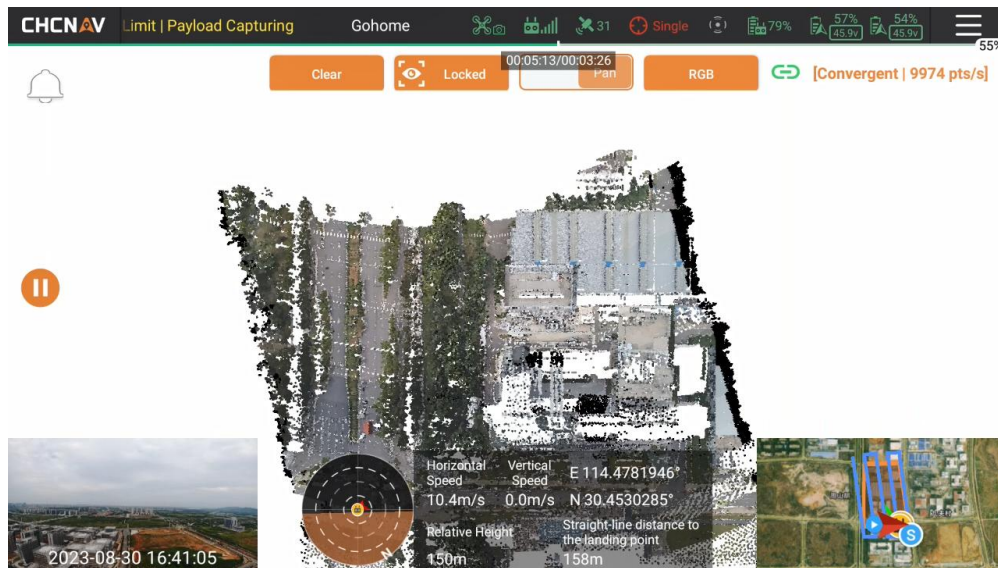 CHCNAV Limit | Payload Capturing Gohome 31 Single 79% 57% 45.9v 54% 45.9v
55%
00:05:13/00:03:26
Clear Locked Pan RGB [Convergent | 9974 pts/s]
Horizontal Speed Vertical Speed E 114.4781946°
10.4m/s 0.0m/s N 30.4530285°
Relative Height Straight-line distance to the landing point
150m 158m
N
2023-08-30 16:41:05
S